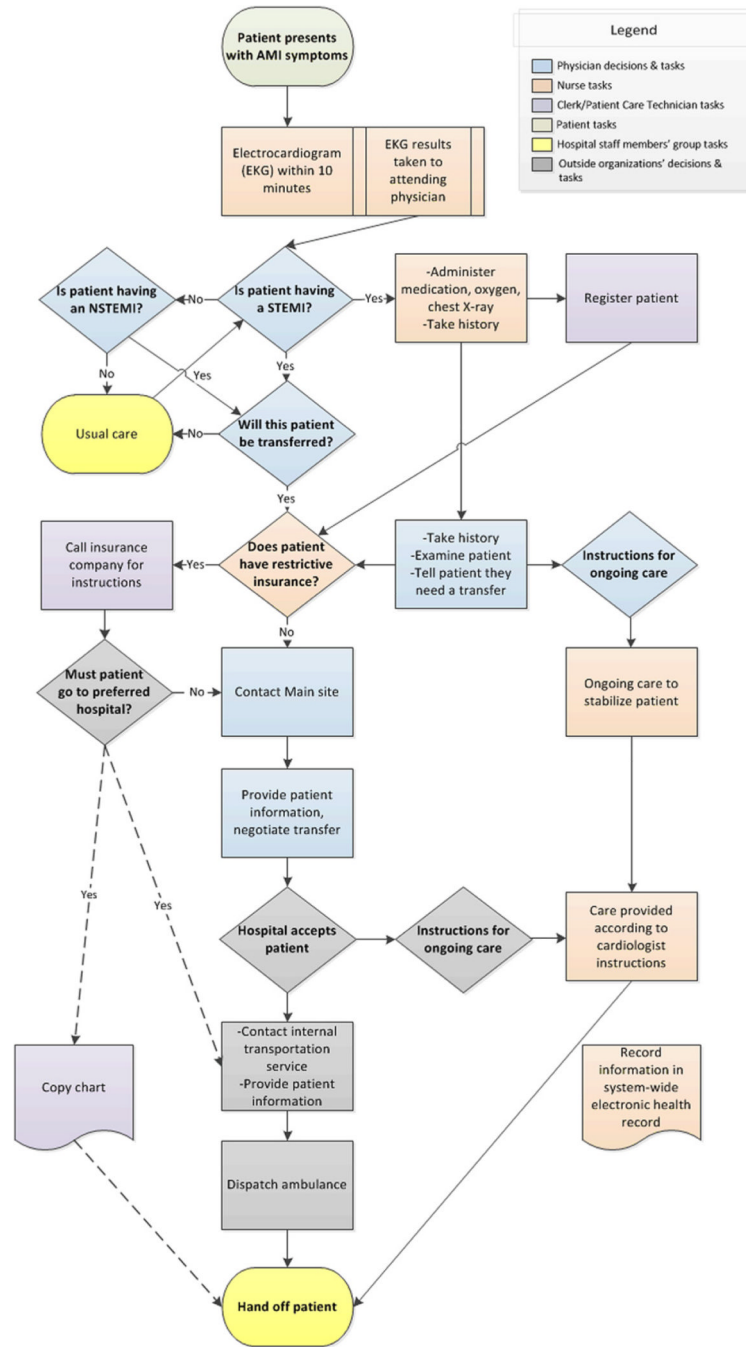 Patient presents
with AMI symptoms
Legend
Physician decisions & tasks
Nurse tasks
Clerk/Patient Care Technician tasks
Patient tasks
Hospital staff members' group tasks
Outside organizations' decisions &
tasks
Electrocardiogram
(EKG) within 10
minutes
EKG results
taken to
attending
physician
Is patient having
an NSTEMI?
No
Is patient having
a STEMI?
Yes
-Administer
medication, oxygen,
chest X-ray
-Take history
Register patient
No
Yes
Yes
Yes
Usual care
No
Will this patient
be transferred?
Yes
Call insurance
company for
instructions
Yes
Does patient
have restrictive
insurance?
-Take history
-Examine patient
-Tell patient they
need a transfer
Instructions for
ongoing care
No
Must patient
go to preferred
hospital?
No
Contact Main site
Ongoing care to
stabilize patient
Provide patient
information,
negotiate transfer
Yes
Yes
Hospital accepts
patient
Instructions for
ongoing care
Care provided
according to
cardiologist
instructions
Copy chart
-Contact internal
transportation
service
-Provide patient
information
Record
information in
system-wide
electronic health
record
Dispatch ambulance
Hand off patient